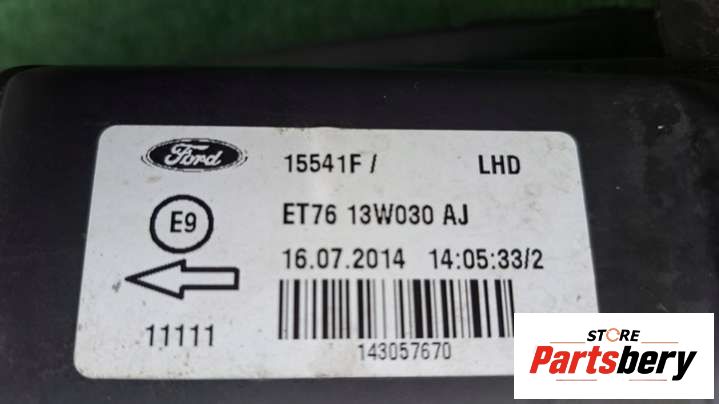 Ford
15541F / LHD
E9
ET76 13W030 AJ
16.07.2014 14:05:33/2
11111
143057670
STORE
Partsbery